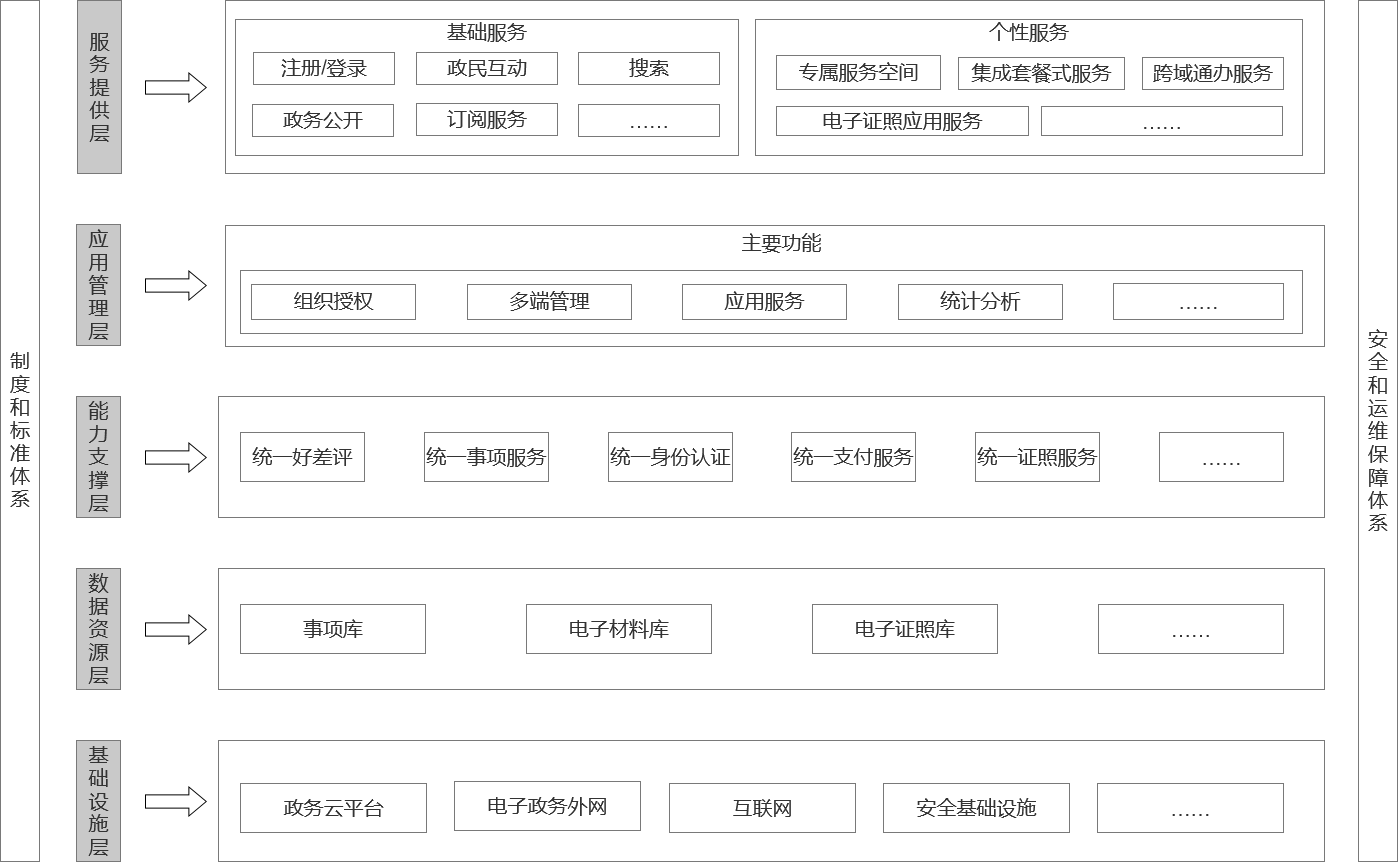 制度和标准体系
服务提供层
基础服务
注册/登录
政民互动
搜索
政务公开
订阅服务
……
个性服务
专属服务空间
集成套餐式服务
跨域通办服务
电子证照应用服务
……
应用管理层
主要功能
组织授权
多端管理
应用服务
统计分析
……
能力支撑层
统一好差评
统一事项服务
统一身份认证
统一支付服务
统一证照服务
……
数据资源层
事项库
电子材料库
电子证照库
……
基础设施层
政务云平台
电子政务外网
互联网
安全基础设施
……
安全和运维保障体系